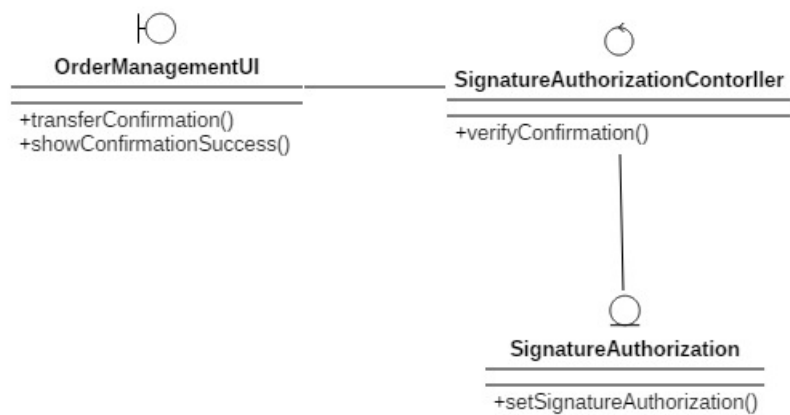 OrderManagementUI
+transferConfirmation()
+showConfirmationSuccess()
SignatureAuthorizationContorller
+verifyConfirmation()
SignatureAuthorization
+setSignatureAuthorization()